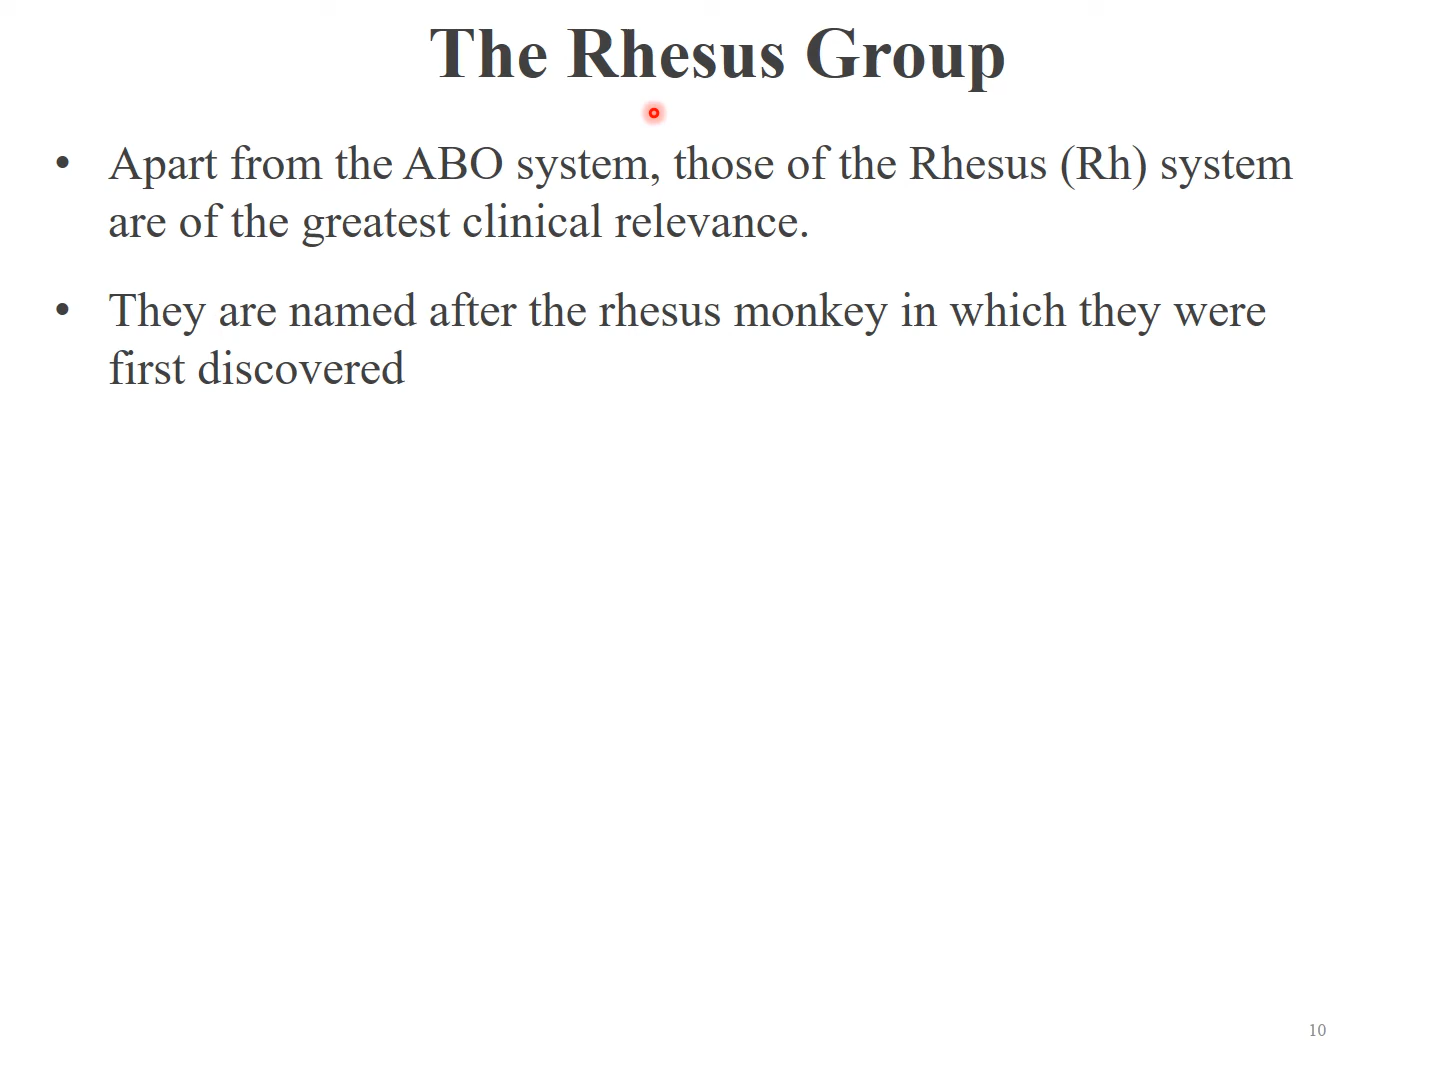 The Rhesus Group
• Apart from the ABO system, those of the Rhesus (Rh) system
are of the greatest clinical relevance.
• They are named after the rhesus monkey in which they were
first discovered
10